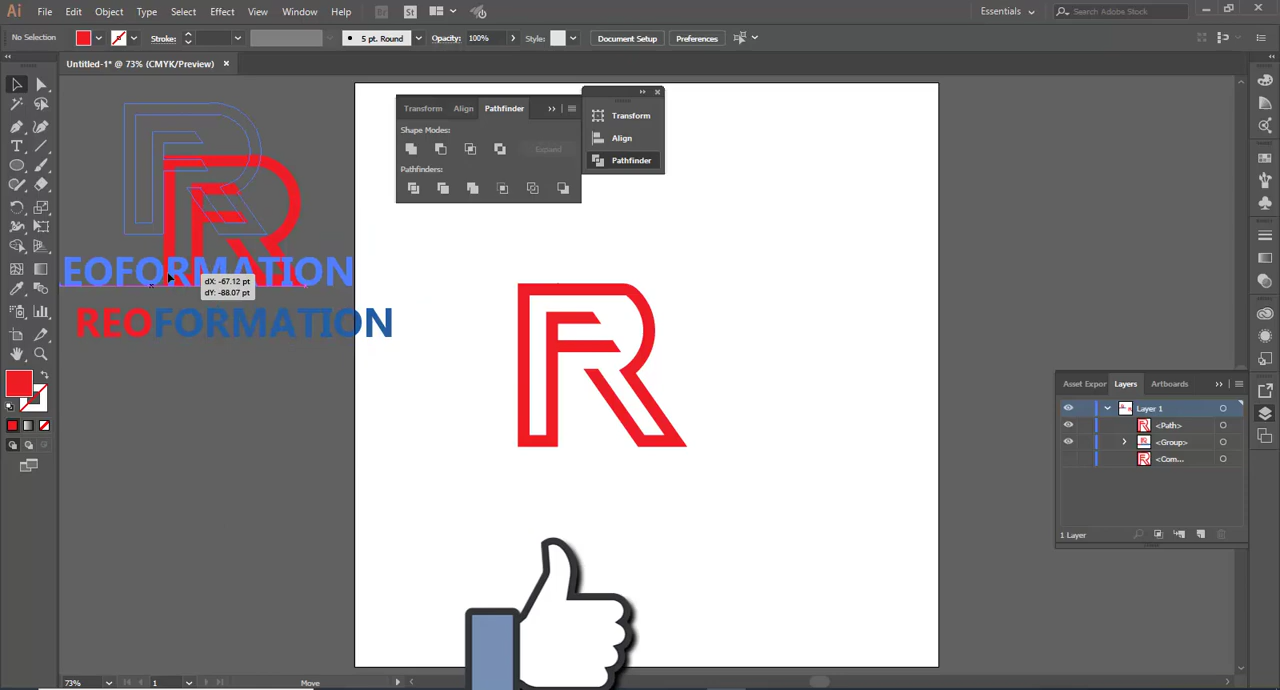 Ai File Edit Object Type Select Effect View Window Help Br St Essentials Search Adobe Stock
No Selection Stroke: 5 pt. Round Opacity: 100% Style: Document Setup Preferences
Untitled-1* @ 73% (CMYK/Preview)
Transform Align Pathfinder
Shape Modes:
Expand
Pathfinders:
Transform
Align
Pathfinder
R
R
EOFORMATION
dX: -67.12 pt
dY: -88.07 pt
REOFORMATION
Asset Expor Layers Artboards
Layer 1
<Path>
<Group>
<Com...
1 Layer
73% 1 Move